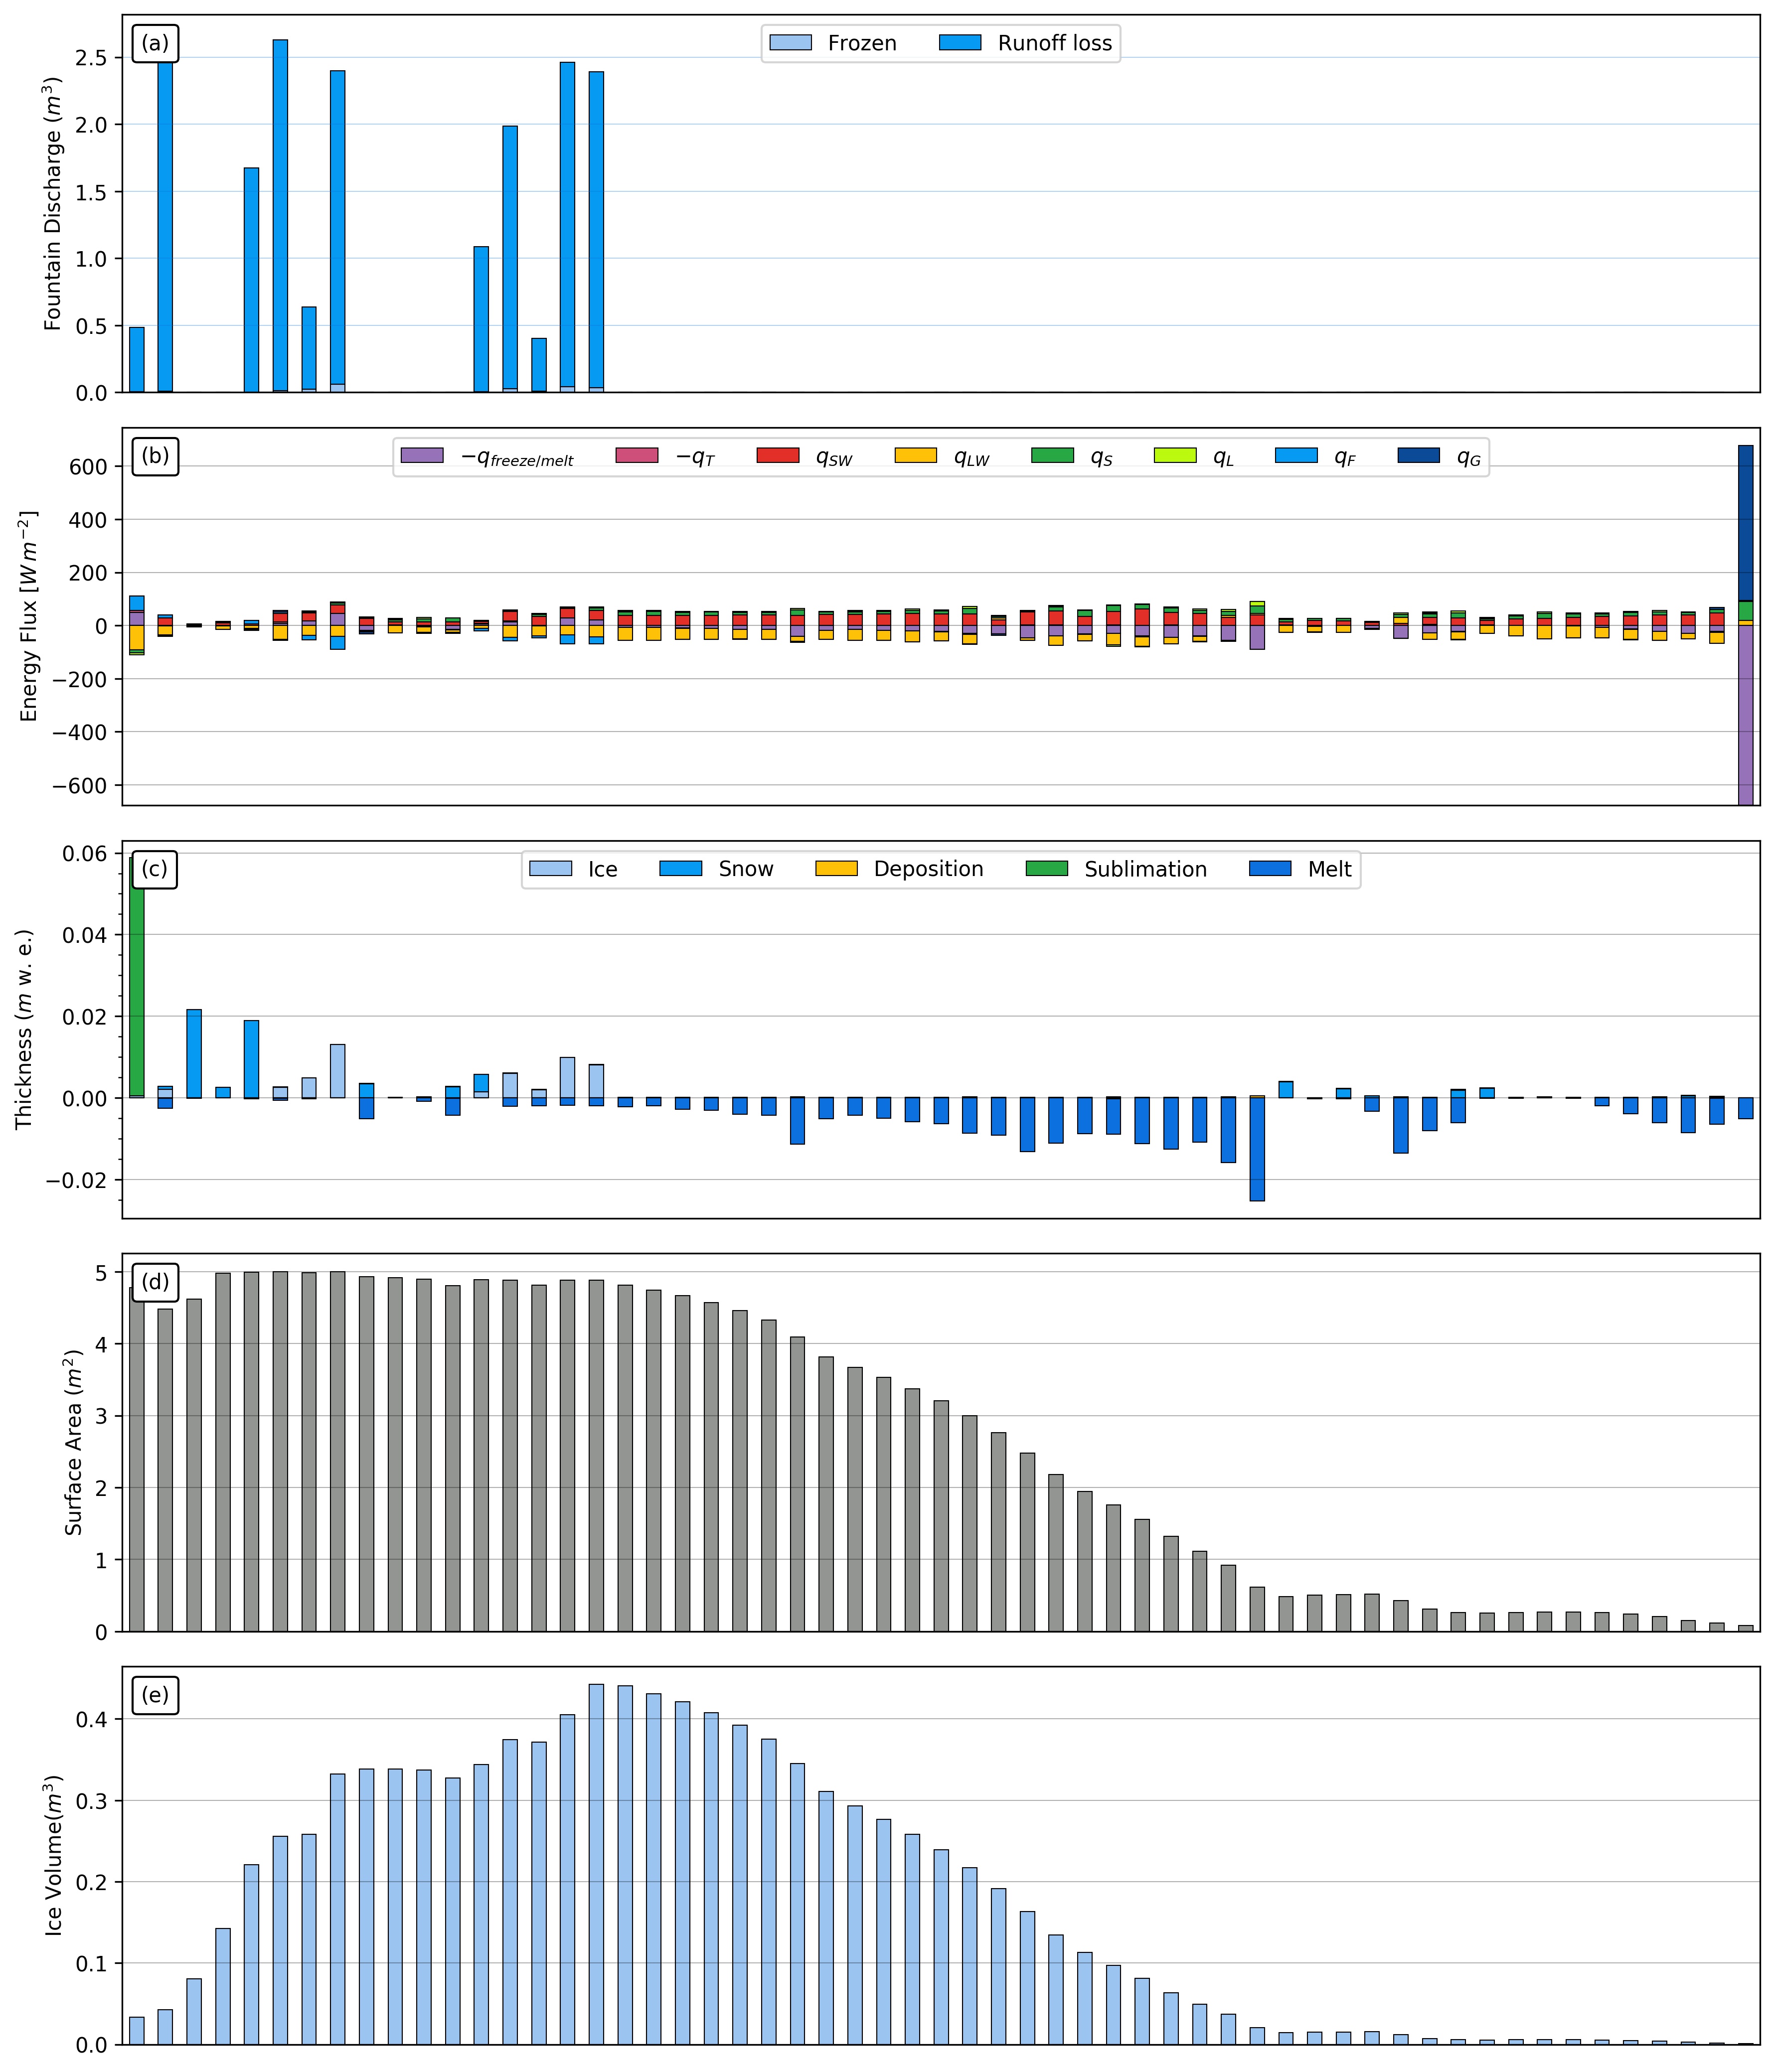 (a)
Frozen Runoff loss
Fountain Discharge (m³)
2.5
2.0
1.5
1.0
0.5
0.0
(b)
−q_freeze/melt −q_T q_SW q_LW q_S q_L q_F q_G
Energy Flux [W m⁻²]
600
400
200
0
−200
−400
−600
(c)
Ice Snow Deposition Sublimation Melt
Thickness (m w. e.)
0.06
0.04
0.02
0.00
−0.02
(d)
Surface Area (m²)
5
4
3
2
1
0
(e)
Ice Volume(m³)
0.4
0.3
0.2
0.1
0.0